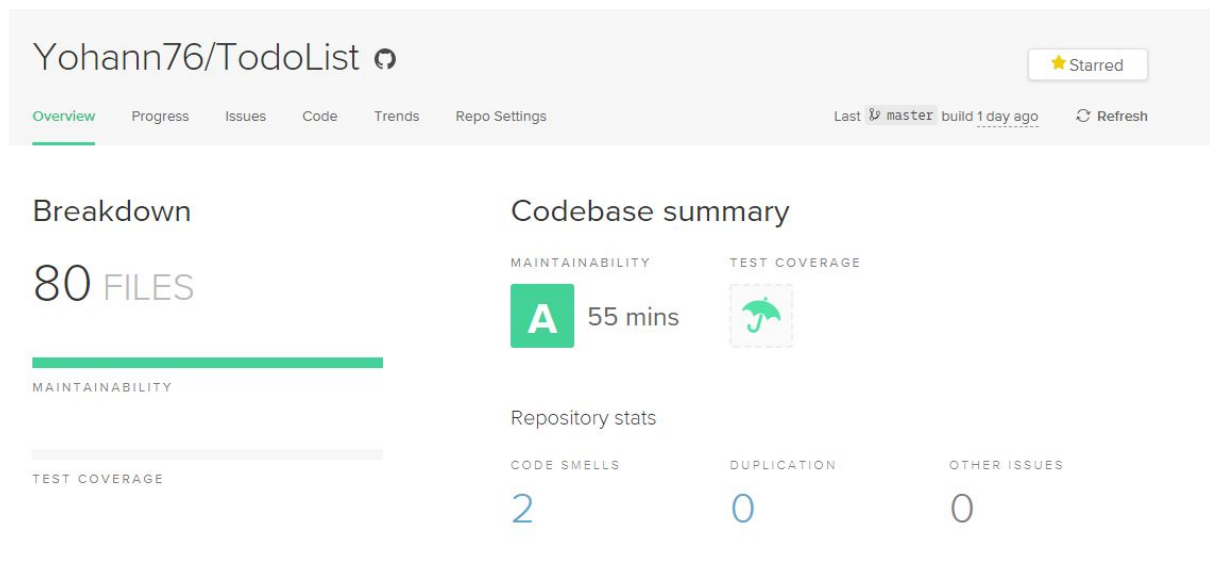 Yohann76/TodoList
Starred
Overview Progress Issues Code Trends Repo Settings Last master build 1 day ago Refresh
Breakdown
80 FILES
MAINTAINABILITY
TEST COVERAGE
Codebase summary
MAINTAINABILITY TEST COVERAGE
A 55 mins
Repository stats
CODE SMELLS DUPLICATION OTHER ISSUES
2 0 0